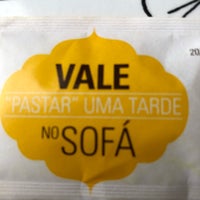 VALE
"PASTAR" UMA TARDE
NO SOFÁ